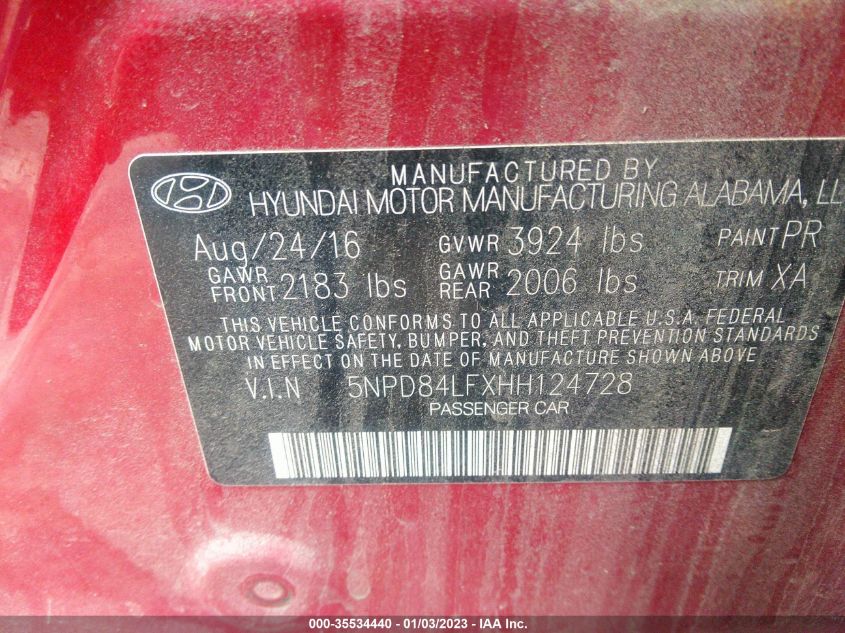 MANUFACTURED BY
HYUNDAI MOTOR MANUFACTURING ALABAMA, LL
Aug/24/16 GVWR 3924 lbs PAINT PR
GAWR FRONT 2183 lbs GAWR REAR 2006 lbs TRIM XA
THIS VEHICLE CONFORMS TO ALL APPLICABLE U.S.A. FEDERAL
MOTOR VEHICLE SAFETY, BUMPER, AND THEFT PREVENTION STANDARDS
IN EFFECT ON THE DATE OF MANUFACTURE SHOWN ABOVE
V.I.N 5NPD84LFXHH124728
PASSENGER CAR
000-35534440 - 01/03/2023 - IAA Inc.